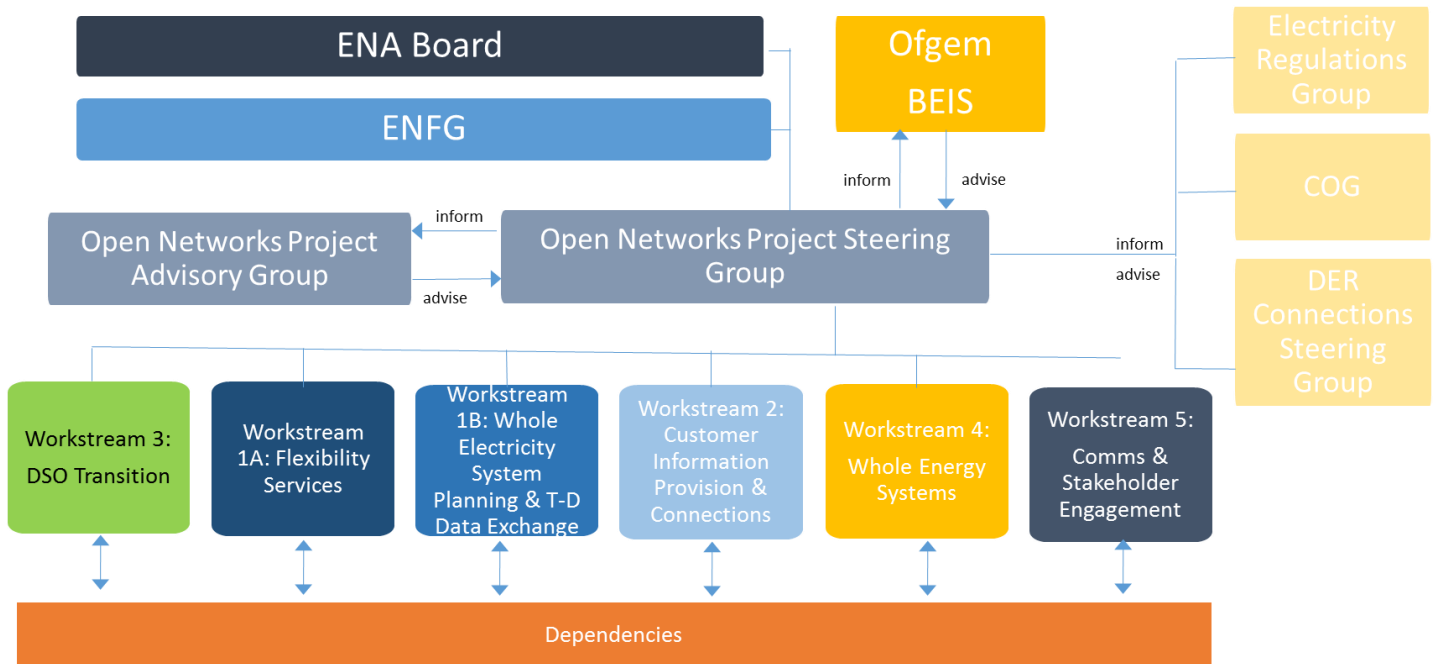 ENA Board
ENFG
Ofgem
BEIS
Electricity
Regulations
Group
COG
DER
Connections
Steering
Group
inform
advise
inform
advise
inform
advise
Open Networks Project
Advisory Group
Open Networks Project Steering
Group
Workstream 3:
DSO Transition
Workstream
1A: Flexibility
Services
Workstream
1B: Whole
Electricity
System
Planning & T-D
Data Exchange
Workstream 2:
Customer
Information
Provision &
Connections
Workstream 4:
Whole Energy
Systems
Workstream 5:
Comms &
Stakeholder
Engagement
Dependencies